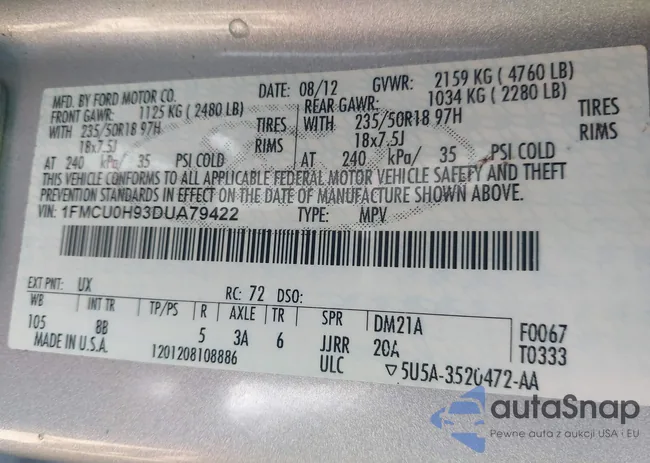 MFD. BY FORD MOTOR CO. DATE: 08/12 GVWR: 2159 KG ( 4760 LB)
FRONT GAWR: 1125 KG ( 2480 LB) REAR GAWR: 1034 KG ( 2280 LB)
WITH 235/50R18 97H TIRES WITH 235/50R18 97H TIRES
18x7.5J RIMS 18x7.5J RIMS
AT 240 kPa/ 35 PSI COLD AT 240 kPa/ 35 PSI COLD
THIS VEHICLE CONFORMS TO ALL APPLICABLE FEDERAL MOTOR VEHICLE SAFETY AND THEFT
PREVENTION STANDARDS IN EFFECT ON THE DATE OF MANUFACTURE SHOWN ABOVE.
VIN: 1FMCU0H93DUA79422 TYPE: MPV
EXT PNT: UX RC: 72 DSO:
WB INT TR TP/PS R AXLE TR SPR DM21A F0067
105 8B 5 3A 6 JJRR 20A T0333
MADE IN U.S.A. 1201208108886 ULC ▽5U5A-3520472-AA
autaSnap
Pewne auta z aukcji USA i EU